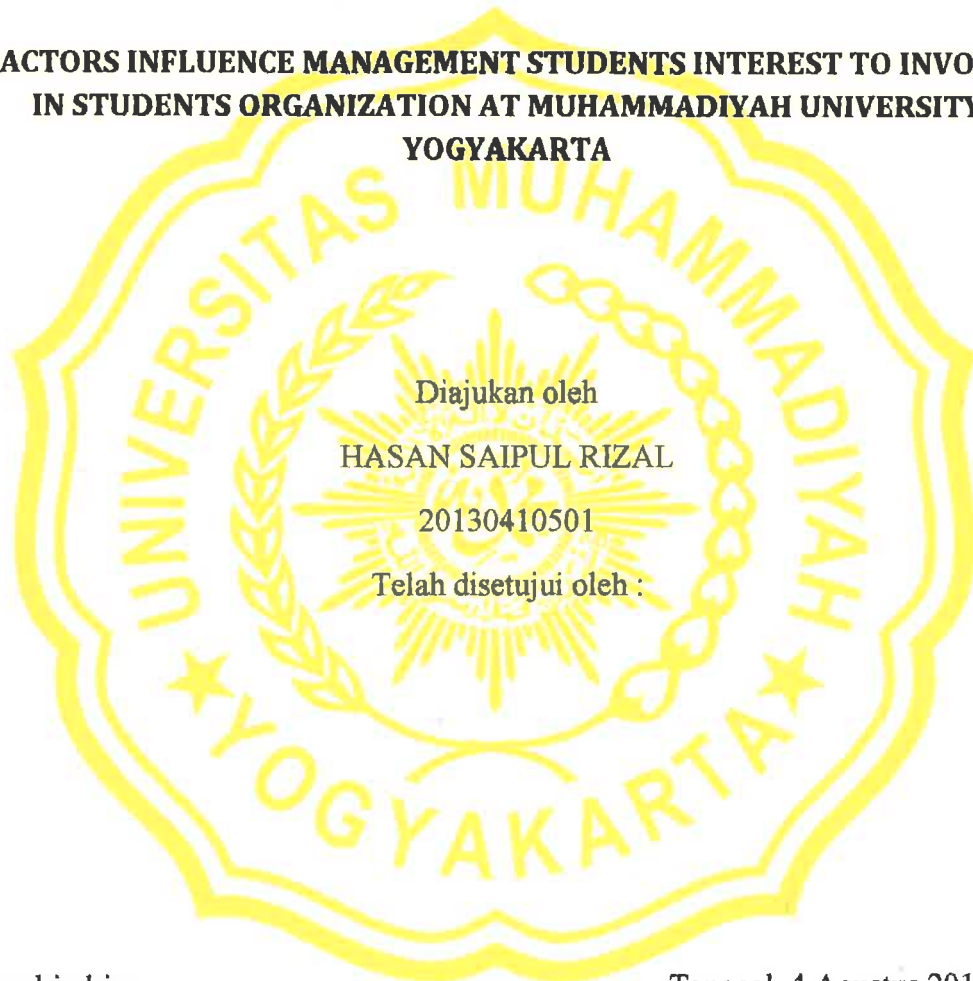 ACTORS INFLUENCE MANAGEMENT STUDENTS INTEREST TO INVO
IN STUDENTS ORGANIZATION AT MUHAMMADIYAH UNIVERSITY
YOGYAKARTA
UNIVERSITAS MUHAMMADIYAH
★ YOGYAKARTA ★
Diajukan oleh
HASAN SAIPUL RIZAL
20130410501
Telah disetujui oleh :